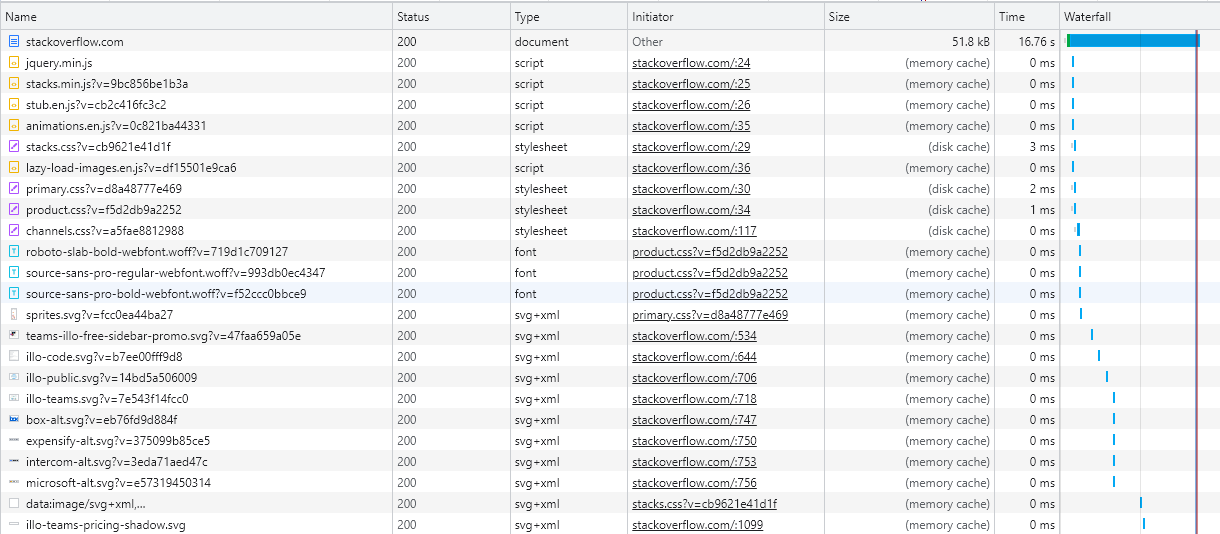 Name Status Type Initiator Size Time Waterfall
stackoverflow.com 200 document Other 51.8 kB 16.76 s
jquery.min.js 200 script stackoverflow.com/:24 (memory cache) 0 ms
stacks.min.js?v=9bc856be1b3a 200 script stackoverflow.com/:25 (memory cache) 0 ms
stub.en.js?v=cb2c416fc3c2 200 script stackoverflow.com/:26 (memory cache) 0 ms
animations.en.js?v=0c821ba44331 200 script stackoverflow.com/:35 (memory cache) 0 ms
stacks.css?v=cb9621e41d1f 200 stylesheet stackoverflow.com/:29 (disk cache) 3 ms
lazy-load-images.en.js?v=df15501e9ca6 200 script stackoverflow.com/:36 (memory cache) 0 ms
primary.css?v=d8a48777e469 200 stylesheet stackoverflow.com/:30 (disk cache) 2 ms
product.css?v=f5d2db9a2252 200 stylesheet stackoverflow.com/:34 (disk cache) 1 ms
channels.css?v=a5fae8812988 200 stylesheet stackoverflow.com/:117 (disk cache) 0 ms
roboto-slab-bold-webfont.woff?v=719d1c709127 200 font product.css?v=f5d2db9a2252 (memory cache) 0 ms
source-sans-pro-regular-webfont.woff?v=993db0ec4347 200 font product.css?v=f5d2db9a2252 (memory cache) 0 ms
source-sans-pro-bold-webfont.woff?v=f52ccc0bbce9 200 font product.css?v=f5d2db9a2252 (memory cache) 0 ms
sprites.svg?v=fcc0ea44ba27 200 svg+xml primary.css?v=d8a48777e469 (memory cache) 0 ms
teams-illo-free-sidebar-promo.svg?v=47faa659a05e 200 svg+xml stackoverflow.com/:534 (memory cache) 0 ms
illo-code.svg?v=b7ee00fff9d8 200 svg+xml stackoverflow.com/:644 (memory cache) 0 ms
illo-public.svg?v=14bd5a506009 200 svg+xml stackoverflow.com/:706 (memory cache) 0 ms
illo-teams.svg?v=7e543f14fcc0 200 svg+xml stackoverflow.com/:718 (memory cache) 0 ms
box-alt.svg?v=eb76fd9d884f 200 svg+xml stackoverflow.com/:747 (memory cache) 0 ms
expensify-alt.svg?v=375099b85ce5 200 svg+xml stackoverflow.com/:750 (memory cache) 0 ms
intercom-alt.svg?v=3eda71aed47c 200 svg+xml stackoverflow.com/:753 (memory cache) 0 ms
microsoft-alt.svg?v=e57319450314 200 svg+xml stackoverflow.com/:756 (memory cache) 0 ms
data:image/svg+xml,... 200 svg+xml stacks.css?v=cb9621e41d1f (memory cache) 0 ms
illo-teams-pricing-shadow.svg 200 svg+xml stackoverflow.com/:1099 (memory cache) 0 ms